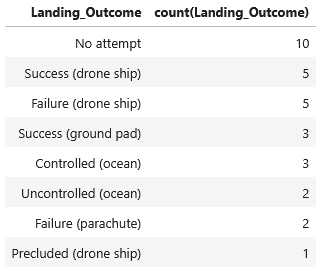 Landing_Outcome count(Landing_Outcome)
No attempt 10
Success (drone ship) 5
Failure (drone ship) 5
Success (ground pad) 3
Controlled (ocean) 3
Uncontrolled (ocean) 2
Failure (parachute) 2
Precluded (drone ship) 1